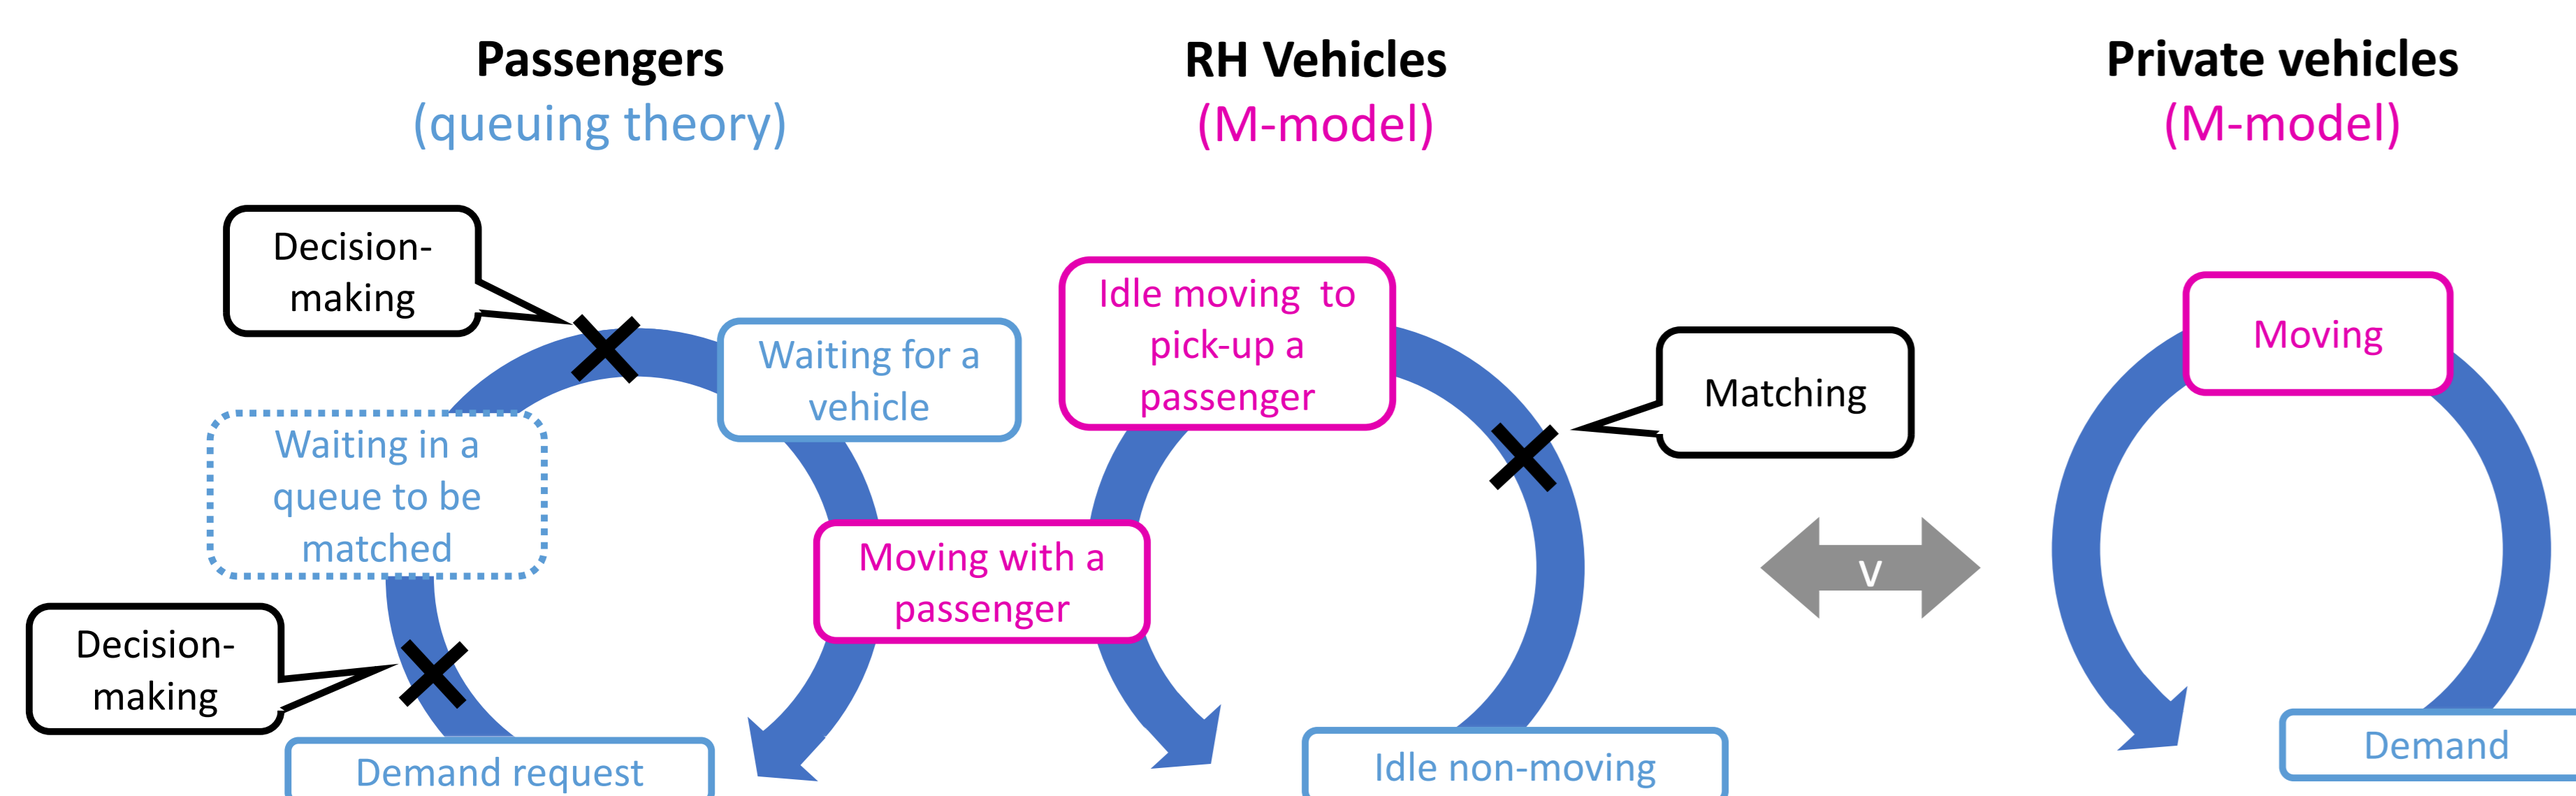 Passengers
(queuing theory)
RH Vehicles
(M-model)
Private vehicles
(M-model)
Decision-
making
Waiting for a
vehicle
Idle moving to
pick-up a
passenger
Matching
Moving
Waiting in a
queue to be
matched
Moving with a
passenger
v
Decision-
making
Demand request
Idle non-moving
Demand